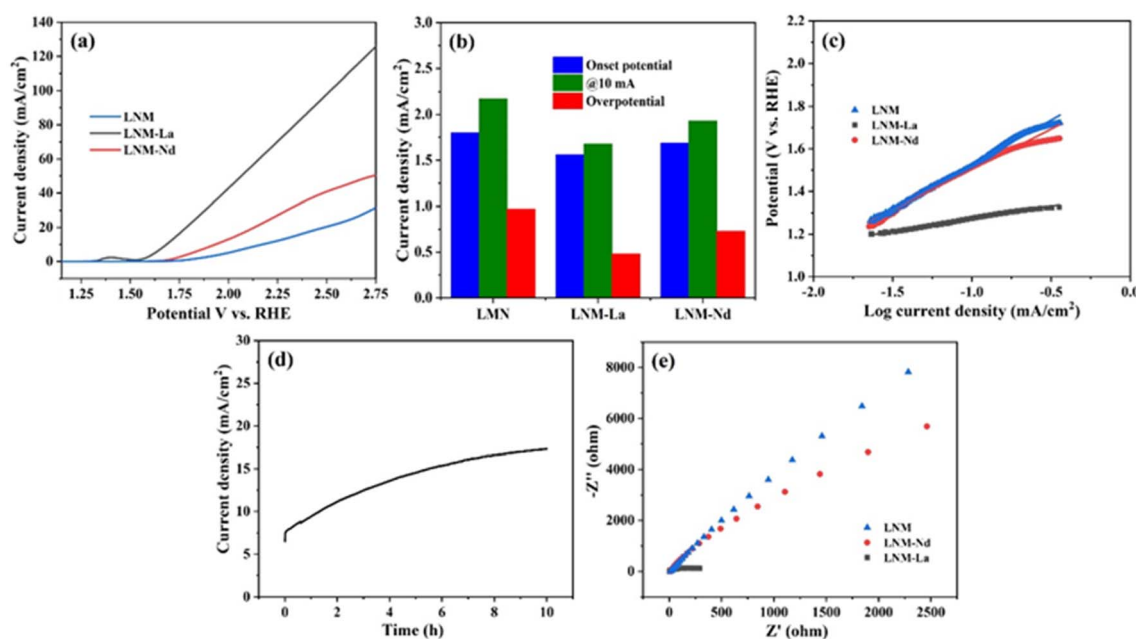 (a)
140
120
100
80
60
40
20
0
1.25 1.50 1.75 2.00 2.25 2.50 2.75
Current density (mA/cm²)
Potential V vs. RHE
LNM
LNM-La
LNM-Nd
(b)
3.0
2.5
2.0
1.5
1.0
0.5
0.0
Current density (mA/cm²)
Onset potential
@10 mA
Overpotential
LMN LNM-La LNM-Nd
(c)
2.2
2.0
1.8
1.6
1.4
1.2
1.0
-2.0 -1.5 -1.0 -0.5 0.0
Potential (V vs. RHE)
Log current density (mA/cm²)
LNM
LNM-La
LNM-Nd
(d)
30
25
20
15
10
5
0
0 2 4 6 8 10
Current density (mA/cm²)
Time (h)
(e)
8000
6000
4000
2000
0
0 500 1000 1500 2000 2500
-Z'' (ohm)
Z' (ohm)
LNM
LNM-Nd
LNM-La